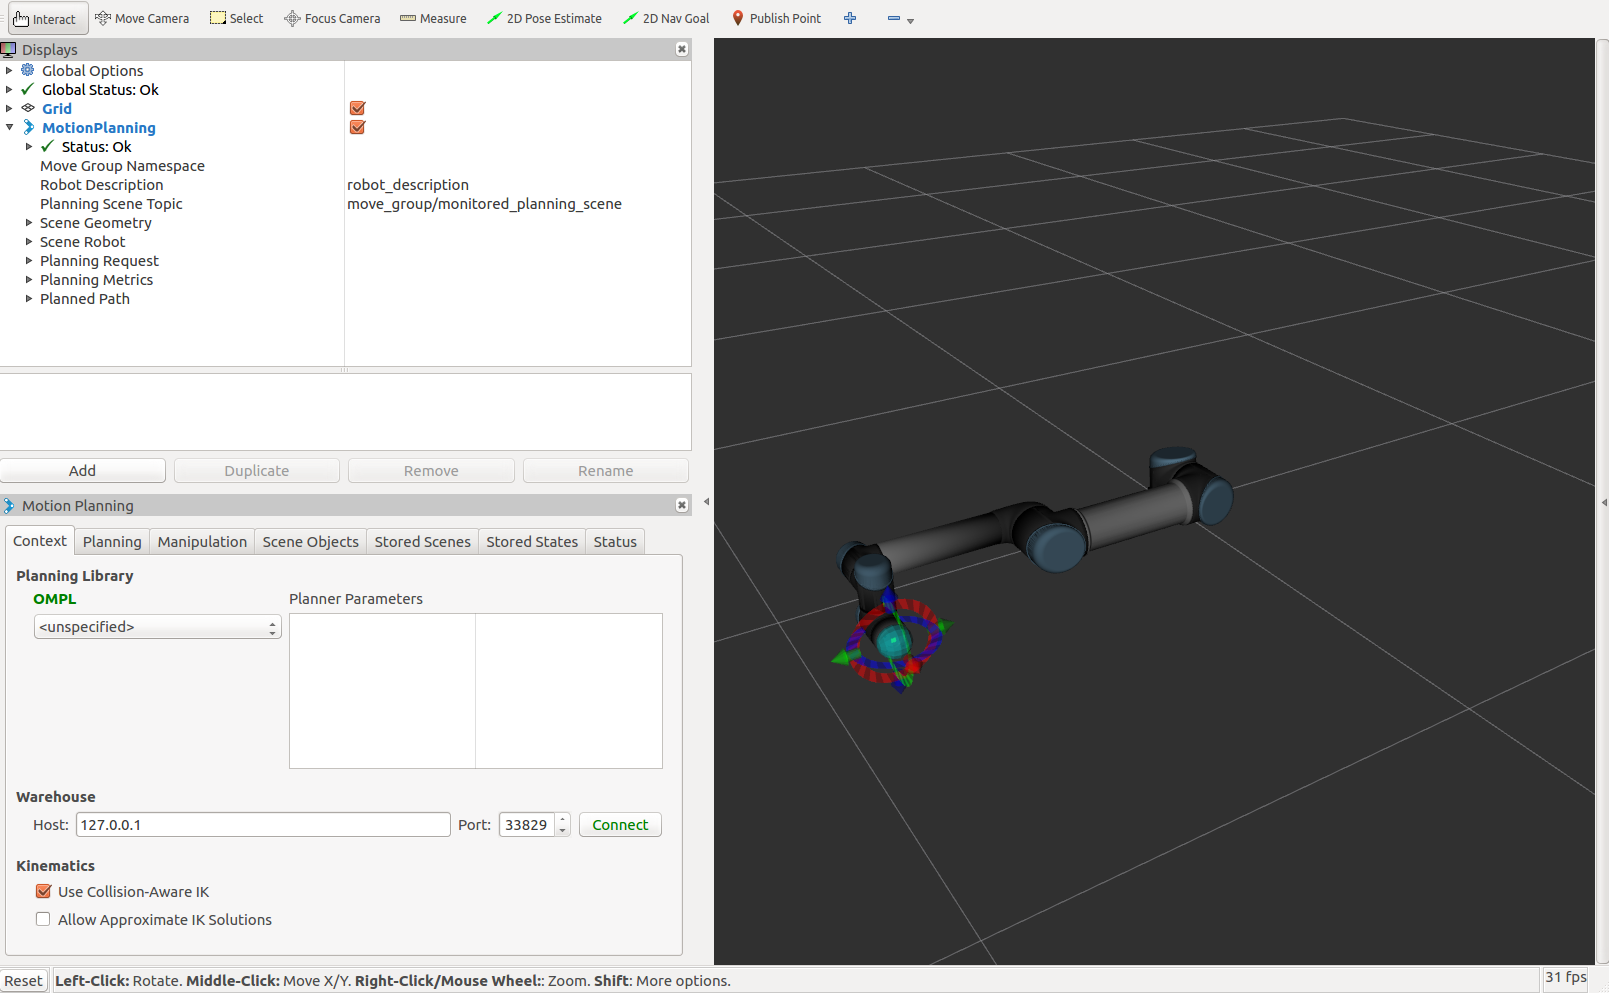 Interact Move Camera Select Focus Camera Measure 2D Pose Estimate 2D Nav Goal Publish Point
Displays
Global Options
Global Status: Ok
Grid
MotionPlanning
Status: Ok
Move Group Namespace
Robot Description robot_description
Planning Scene Topic move_group/monitored_planning_scene
Scene Geometry
Scene Robot
Planning Request
Planning Metrics
Planned Path
Add Duplicate Remove Rename
Motion Planning
Context Planning Manipulation Scene Objects Stored Scenes Stored States Status
Planning Library
OMPL Planner Parameters
<unspecified>
Warehouse
Host: 127.0.0.1 Port: 33829 Connect
Kinematics
Use Collision-Aware IK
Allow Approximate IK Solutions
Reset Left-Click: Rotate. Middle-Click: Move X/Y. Right-Click/Mouse Wheel:: Zoom. Shift: More options. 31 fps